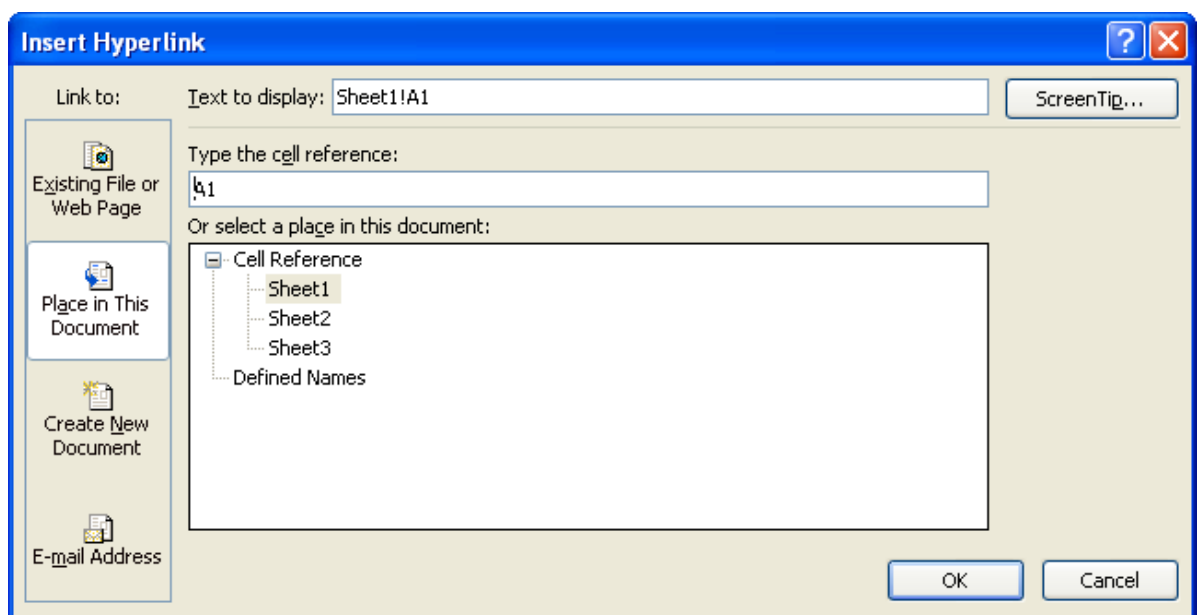 Insert Hyperlink
Link to:
Text to display: Sheet1!A1
ScreenTip...
Existing File or
Web Page
Place in This
Document
Create New
Document
E-mail Address
Type the cell reference:
A1
Or select a place in this document:
Cell Reference
Sheet1
Sheet2
Sheet3
Defined Names
OK
Cancel